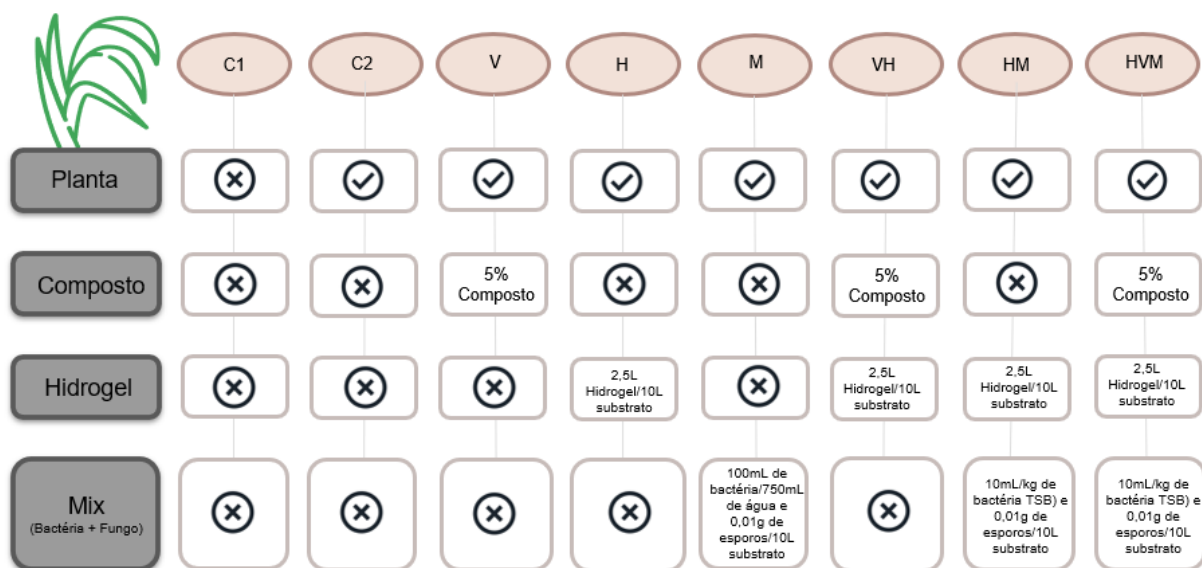 C1
C2
V
H
M
VH
HM
HVM
Planta
Composto
5%
Composto
5%
Composto
5%
Composto
Hidrogel
2,5L
Hidrogel/10L
substrato
2,5L
Hidrogel/10L
substrato
2,5L
Hidrogel/10L
substrato
2,5L
Hidrogel/10L
substrato
Mix
(Bactéria + Fungo)
100mL de
bactéria/750mL
de água e
0,01g de
esporos/10L
substrato
10mL/kg de
bactéria TSB) e
0,01g de
esporos/10L
substrato
10mL/kg de
bactéria TSB) e
0,01g de
esporos/10L
substrato